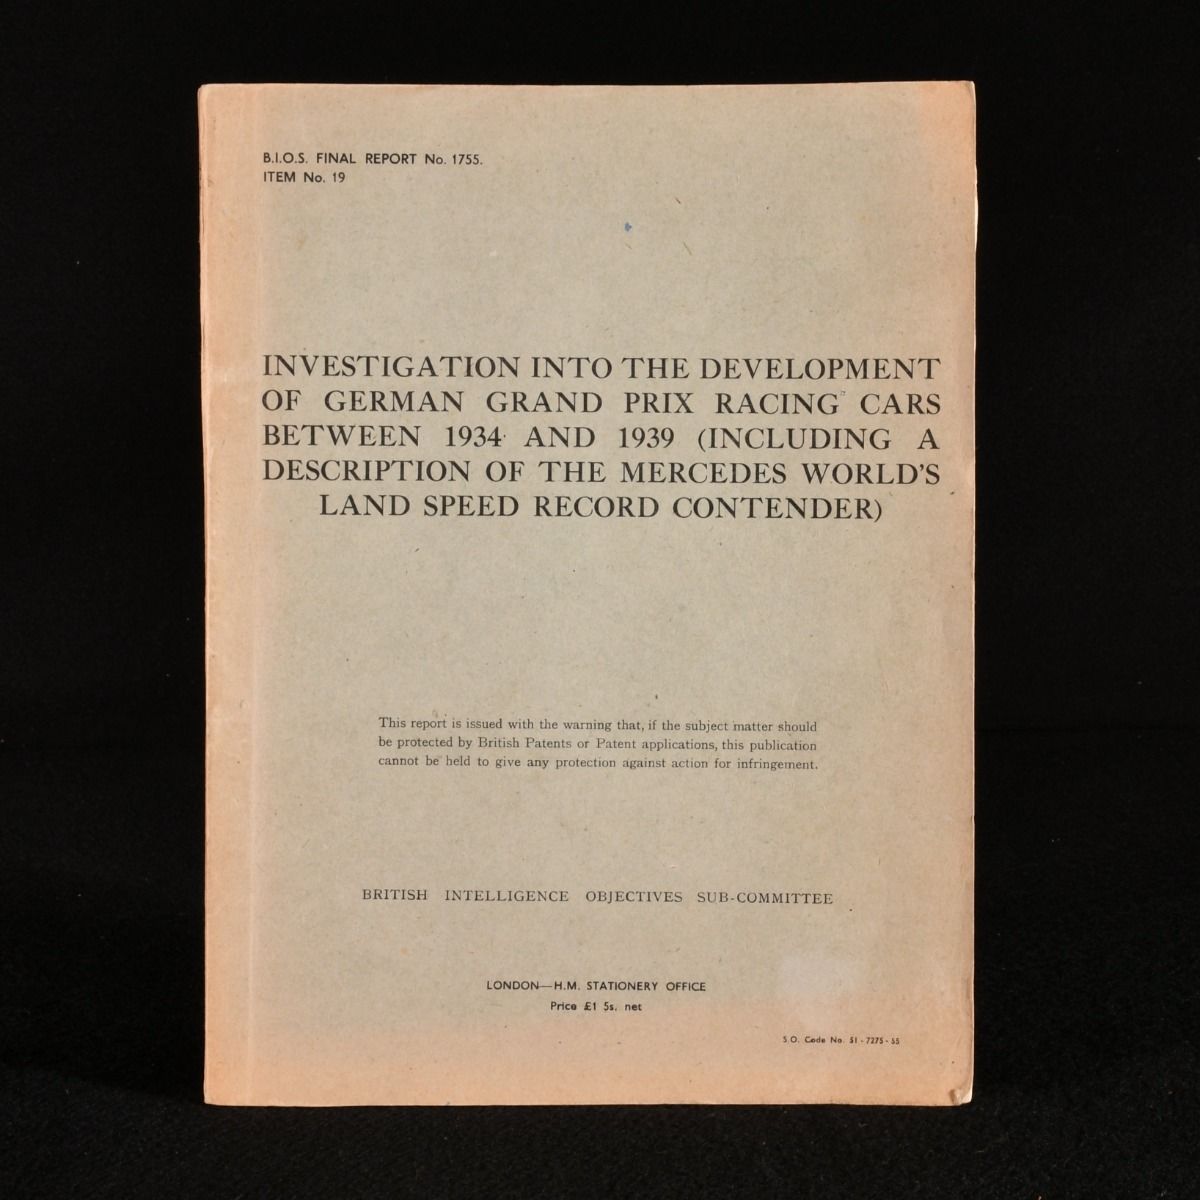 B.I.O.S. FINAL REPORT No. 1755.
ITEM No. 19
INVESTIGATION INTO THE DEVELOPMENT
OF GERMAN GRAND PRIX RACING CARS
BETWEEN 1934 AND 1939 (INCLUDING A
DESCRIPTION OF THE MERCEDES WORLD'S
LAND SPEED RECORD CONTENDER)
This report is issued with the warning that, if the subject matter should
be protected by British Patents or Patent applications, this publication
cannot be held to give any protection against action for infringement.
BRITISH INTELLIGENCE OBJECTIVES SUB-COMMITTEE
LONDON—H.M. STATIONERY OFFICE
Price £1 5s. net
S.O. Code No. 51-7275-55